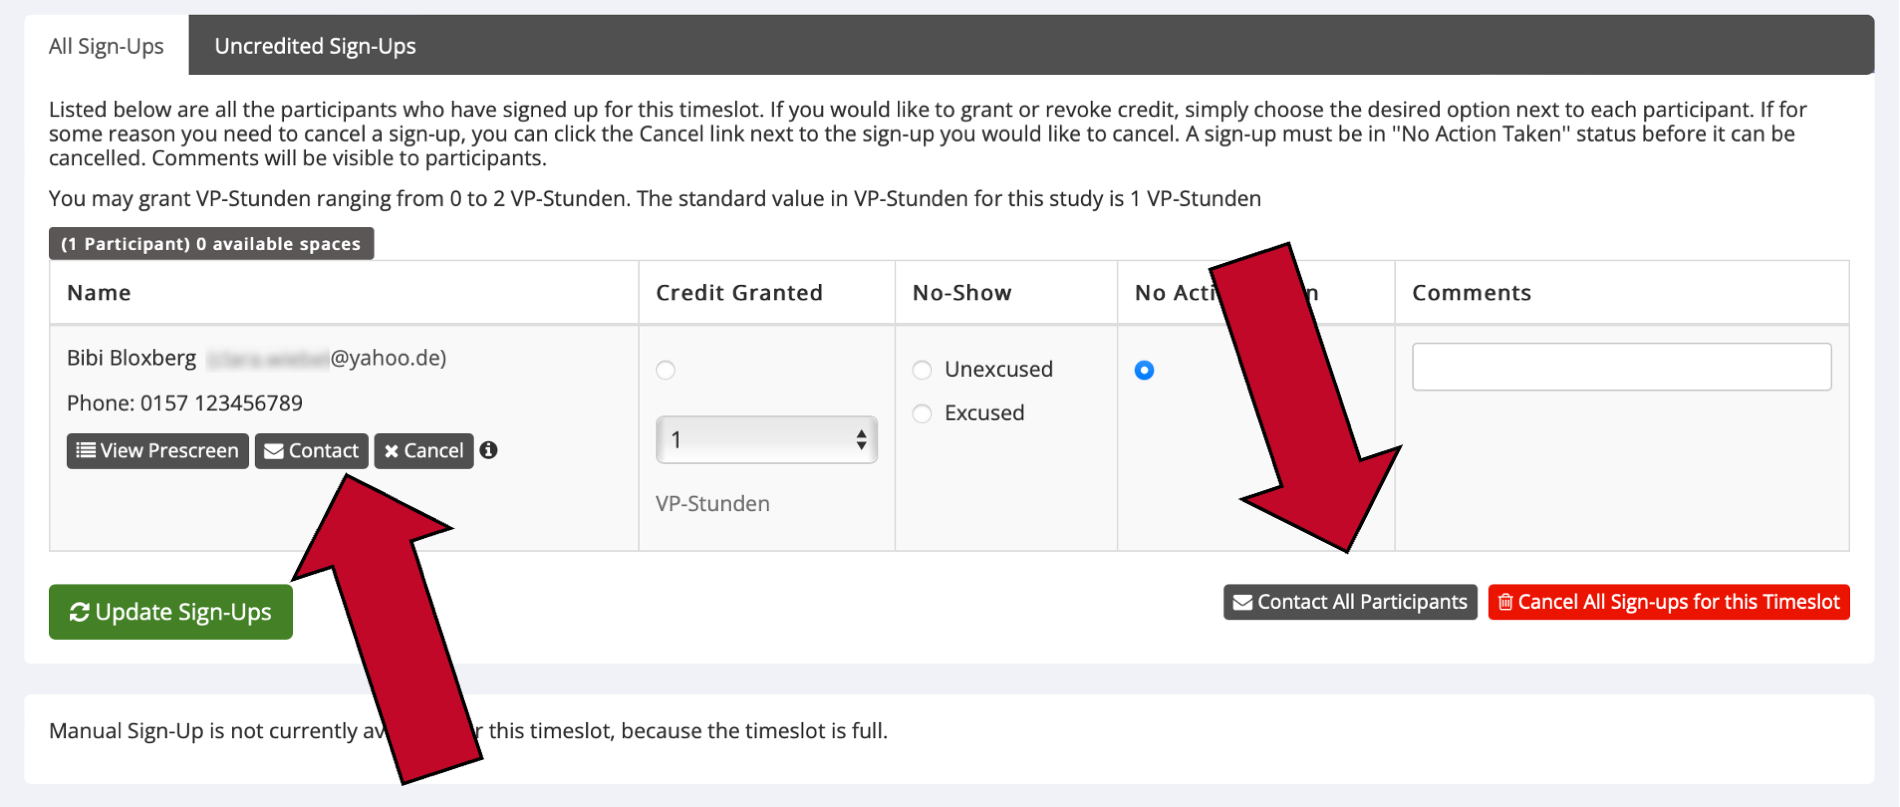 All Sign-Ups
Uncredited Sign-Ups
Listed below are all the participants who have signed up for this timeslot. If you would like to grant or revoke credit, simply choose the desired option next to each participant. If for
some reason you need to cancel a sign-up, you can click the Cancel link next to the sign-up you would like to cancel. A sign-up must be in "No Action Taken" status before it can be
cancelled. Comments will be visible to participants.
You may grant VP-Stunden ranging from 0 to 2 VP-Stunden. The standard value in VP-Stunden for this study is 1 VP-Stunden
(1 Participant) 0 available spaces
Name
Credit Granted
No-Show
No Acti n
Comments
Bibi Bloxberg @yahoo.de)
Unexcused
Phone: 0157 123456789
Excused
View Prescreen
Contact
Cancel
1
VP-Stunden
Update Sign-Ups
Contact All Participants
Cancel All Sign-ups for this Timeslot
Manual Sign-Up is not currently av r this timeslot, because the timeslot is full.